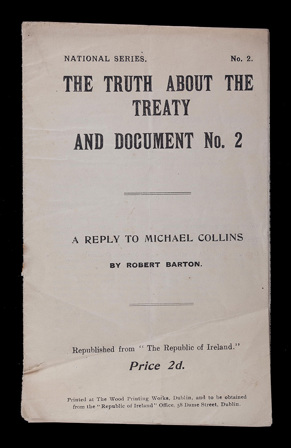 NATIONAL SERIES. No. 2.
THE TRUTH ABOUT THE
TREATY
AND DOCUMENT No. 2
A REPLY TO MICHAEL COLLINS
BY ROBERT BARTON.
Republished from "The Republic of Ireland."
Price 2d.
Printed at The Wood Printing Works, Dublin, and to be obtained
from the "Republic of Ireland" Office, 58 Dame Street, Dublin.